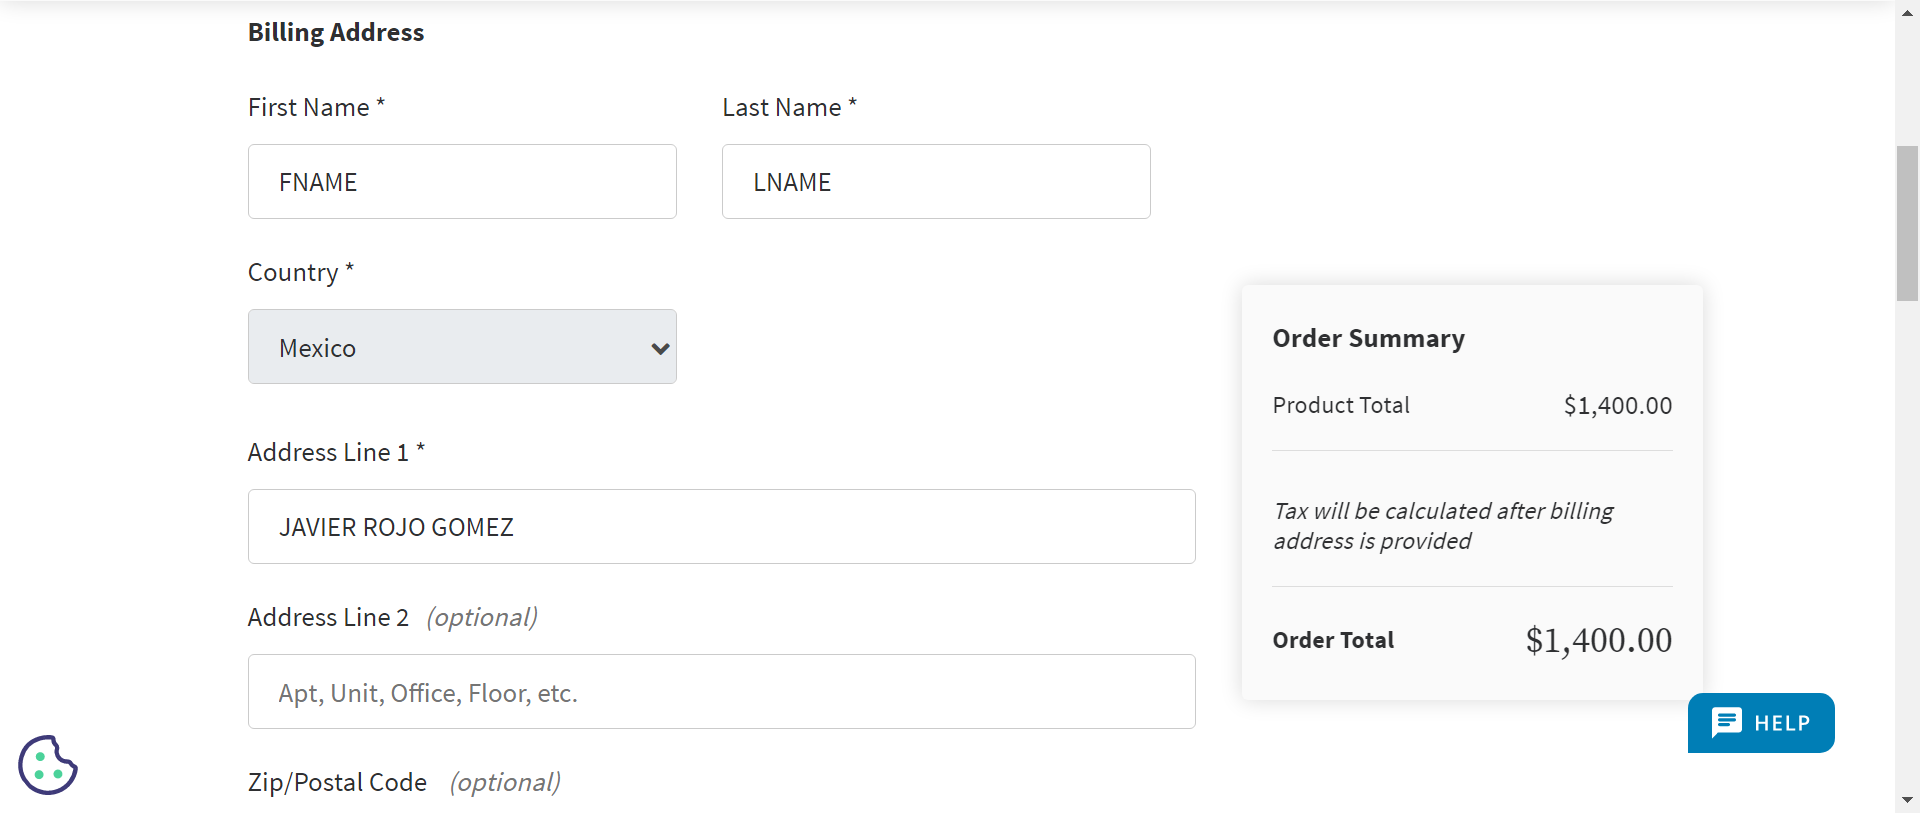 Billing Address
First Name *
Last Name *
FNAME
LNAME
Country *
Mexico
Address Line 1 *
JAVIER ROJO GOMEZ
Address Line 2 (optional)
Apt, Unit, Office, Floor, etc.
Zip/Postal Code (optional)
Order Summary
Product Total $1,400.00
Tax will be calculated after billing
address is provided
Order Total $1,400.00
HELP